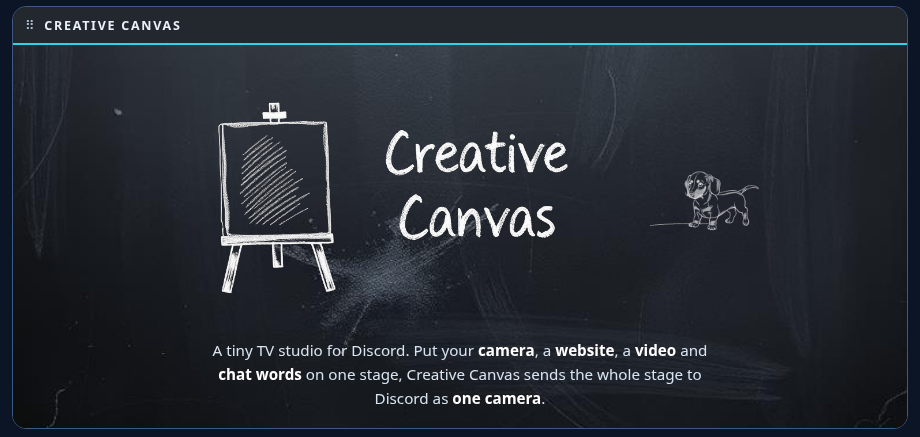 CREATIVE CANVAS
Creative
Canvas
A tiny TV studio for Discord. Put your camera, a website, a video and
chat words on one stage, Creative Canvas sends the whole stage to
Discord as one camera.